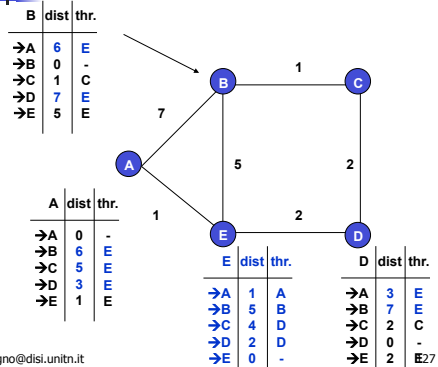 B dist thr.
→A 6 E
→B 0 -
→C 1 C
→D 7 E
→E 5 E
B
1
C
7
A
5
2
1
E
2
D
A dist thr.
→A 0 -
→B 6 E
→C 5 E
→D 3 E
→E 1 E
E dist thr.
→A 1 A
→B 5 B
→C 4 D
→D 2 D
→E 0 -
D dist thr.
→A 3 E
→B 7 E
→C 2 C
→D 0 -
→E 2 E
gno@disi.unitn.it
27